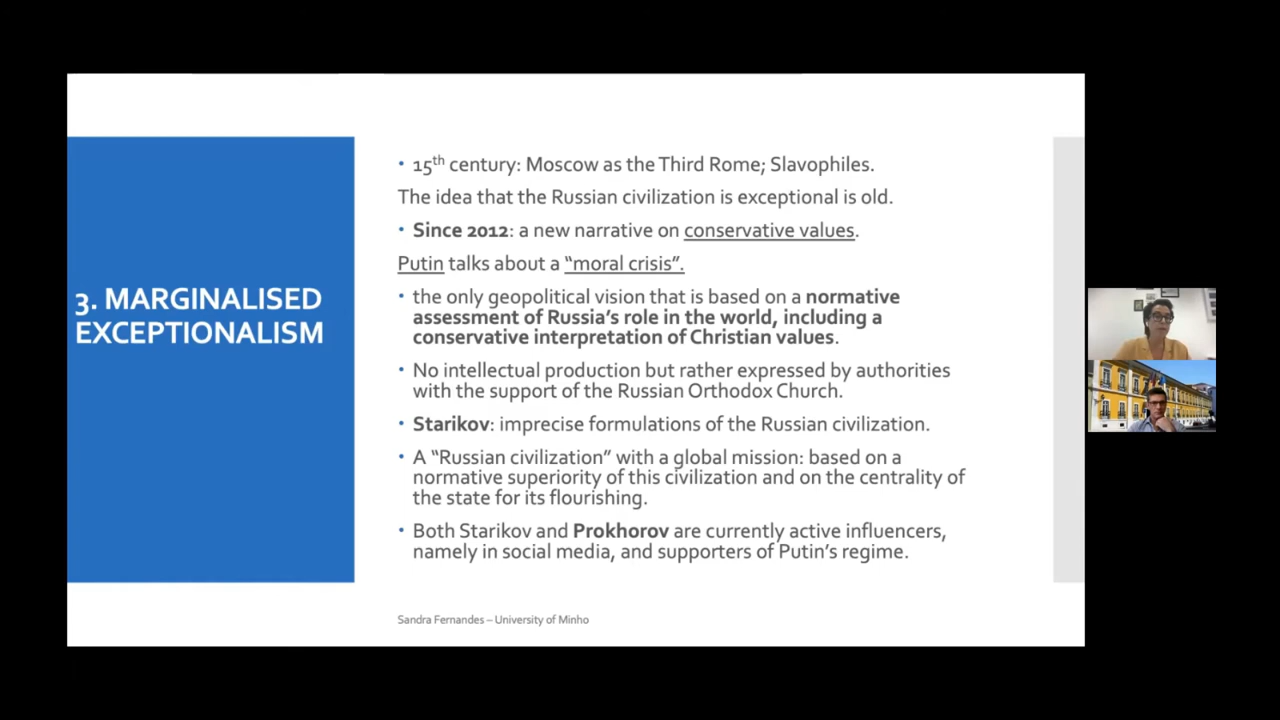 3. MARGINALISED
EXCEPTIONALISM
• 15th century: Moscow as the Third Rome; Slavophiles.
The idea that the Russian civilization is exceptional is old.
• Since 2012: a new narrative on conservative values.
Putin talks about a “moral crisis”.
• the only geopolitical vision that is based on a normative
assessment of Russia’s role in the world, including a
conservative interpretation of Christian values.
• No intellectual production but rather expressed by authorities
with the support of the Russian Orthodox Church.
• Starikov: imprecise formulations of the Russian civilization.
• A “Russian civilization” with a global mission: based on a
normative superiority of this civilization and on the centrality of
the state for its flourishing.
• Both Starikov and Prokhorov are currently active influencers,
namely in social media, and supporters of Putin’s regime.
Sandra Fernandes – University of Minho